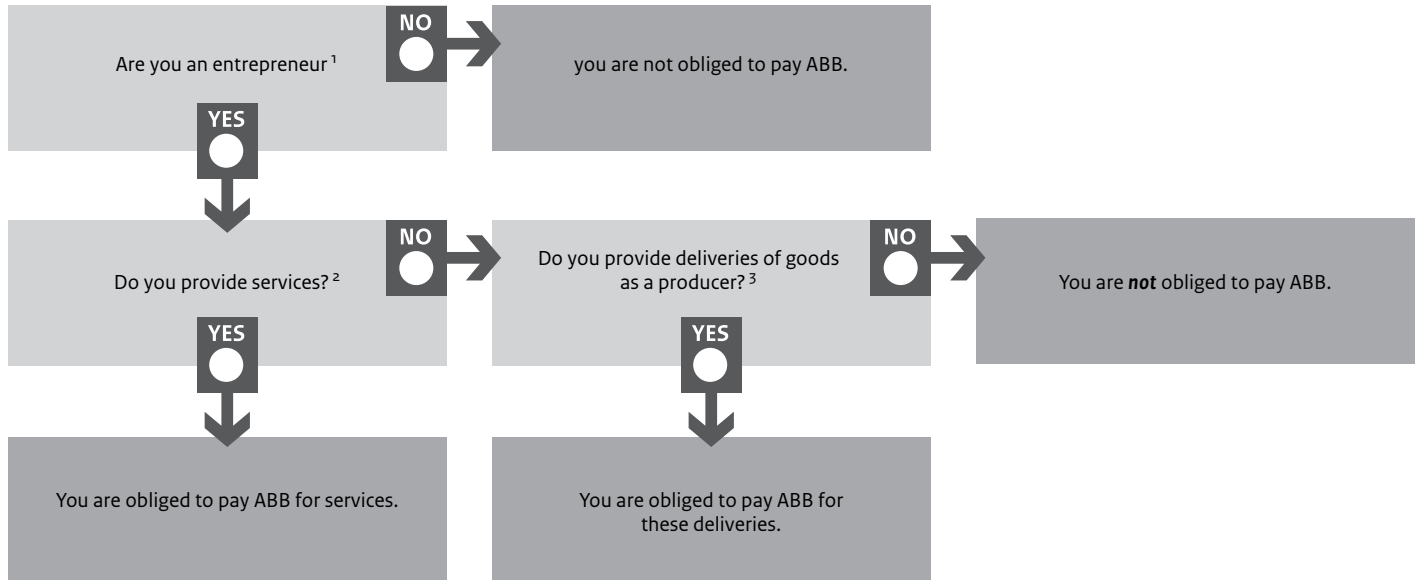 Are you an entrepreneur ¹
NO
you are not obliged to pay ABB.
YES
Do you provide services? ²
NO
Do you provide deliveries of goods
as a producer? ³
NO
You are not obliged to pay ABB.
YES
YES
You are obliged to pay ABB for services.
You are obliged to pay ABB for
these deliveries.